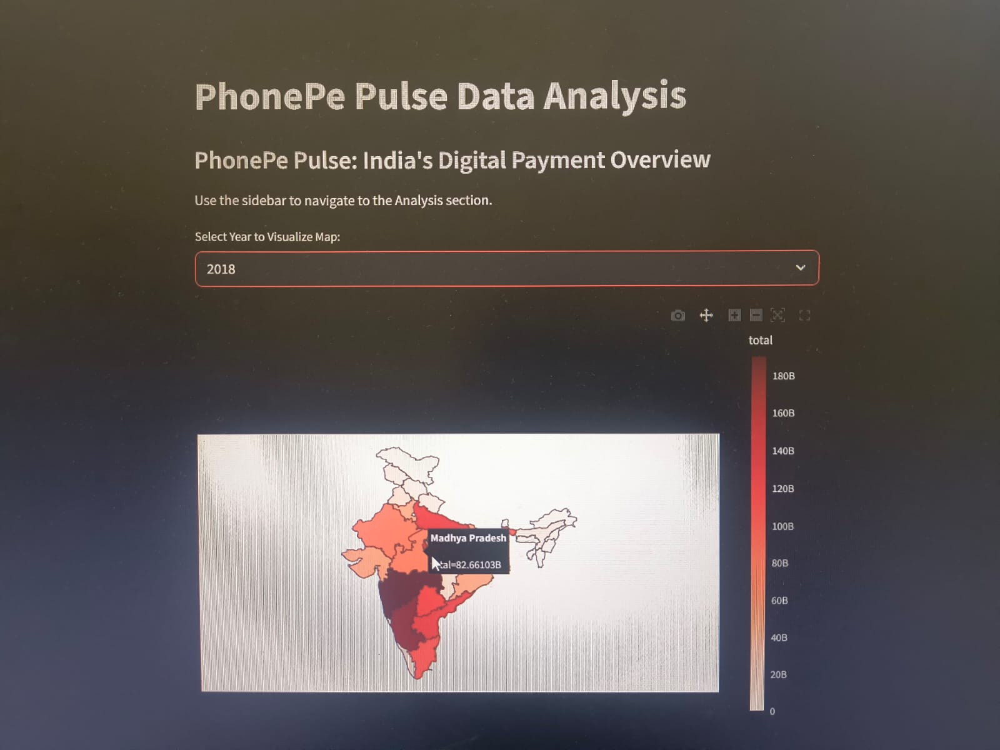 PhonePe Pulse Data Analysis
PhonePe Pulse: India's Digital Payment Overview
Use the sidebar to navigate to the Analysis section.
Select Year to Visualize Map:
2018
total
180B
160B
140B
120B
100B
80B
60B
40B
20B
0
Madhya Pradesh
tal=82.66103B